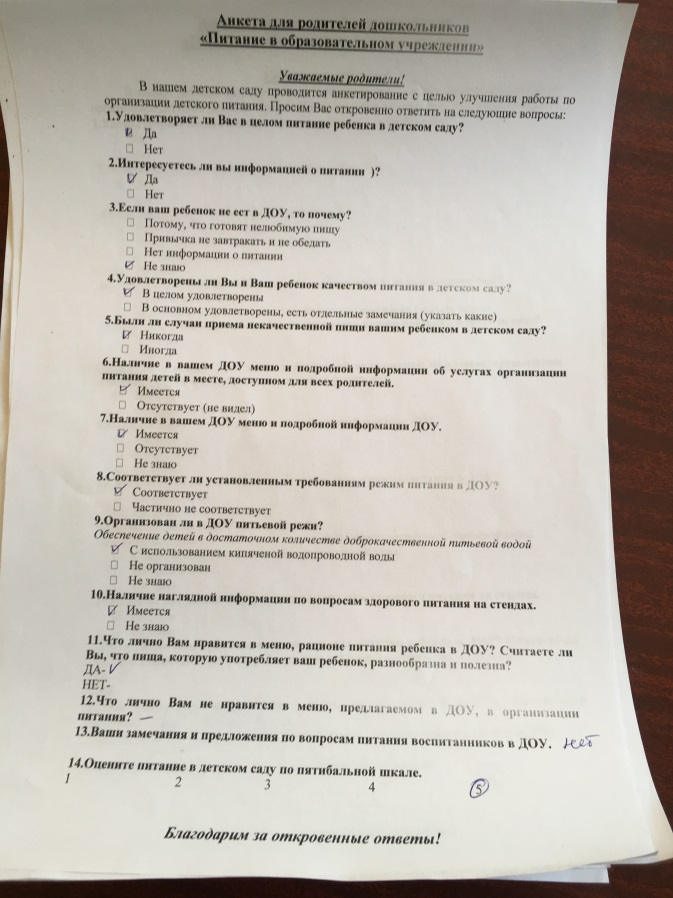 Анкета для родителей дошкольников
«Питание в образовательном учреждении»
Уважаемые родители!
В нашем детском саду проводится анкетирование с целью улучшения работы по
организации детского питания. Просим Вас откровенно ответить на следующие вопросы:
1.Удовлетворяет ли Вас в целом питание ребенка в детском саду?
☑ Да
□ Нет
2.Интересуетесь ли вы информацией о питании )?
☑ Да
□ Нет
3.Если ваш ребенок не ест в ДОУ, то почему?
□ Потому, что готовят нелюбимую пищу
□ Привычка не завтракать и не обедать
□ Нет информации о питании
☑ Не знаю
4.Удовлетворены ли Вы и Ваш ребенок качеством питания в детском саду?
☑ В целом удовлетворены
□ В основном удовлетворены, есть отдельные замечания (указать какие)
5.Были ли случаи приема некачественной пищи вашим ребенком в детском саду?
☑ Никогда
□ Иногда
6.Наличие в вашем ДОУ меню и подробной информации об услугах организации
питания детей в месте, доступном для всех родителей.
☑ Имеется
□ Отсутствует (не видел)
7.Наличие в вашем ДОУ меню и подробной информации ДОУ.
☑ Имеется
□ Отсутствует
□ Не знаю
8.Соответствует ли установленным требованиям режим питания в ДОУ?
☑ Соответствует
□ Частично не соответствует
9.Организован ли в ДОУ питьевой режи?
Обеспечение детей в достаточном количестве доброкачественной питьевой водой
☑ С использованием кипяченой водопроводной воды
□ Не организован
□ Не знаю
10.Наличие наглядной информации по вопросам здорового питания на стендах.
☑ Имеется
□ Не знаю
11.Что лично Вам нравится в меню, рационе питания ребенка в ДОУ? Считаете ли
Вы, что пища, которую употребляет ваш ребенок, разнообразна и полезна?
ДА- ✓
НЕТ-
12.Что лично Вам не нравится в меню, предлагаемом в ДОУ, в организации
питания? —
13.Ваши замечания и предложения по вопросам питания воспитанников в ДОУ. нет
14.Оцените питание в детском саду по пятибальной шкале.
1 2 3 4 5
Благодарим за откровенные ответы!